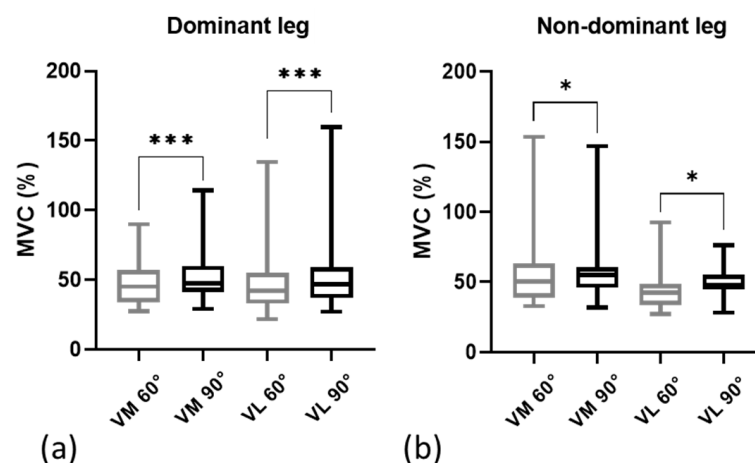 Dominant leg
200
150
100
50
0
MVC (%)
***
***
VM 60°
VM 90°
VL 60°
VL 90°
(a)
Non-dominant leg
200
150
100
50
0
MVC (%)
*
*
VM 60°
VM 90°
VL 60°
VL 90°
(b)